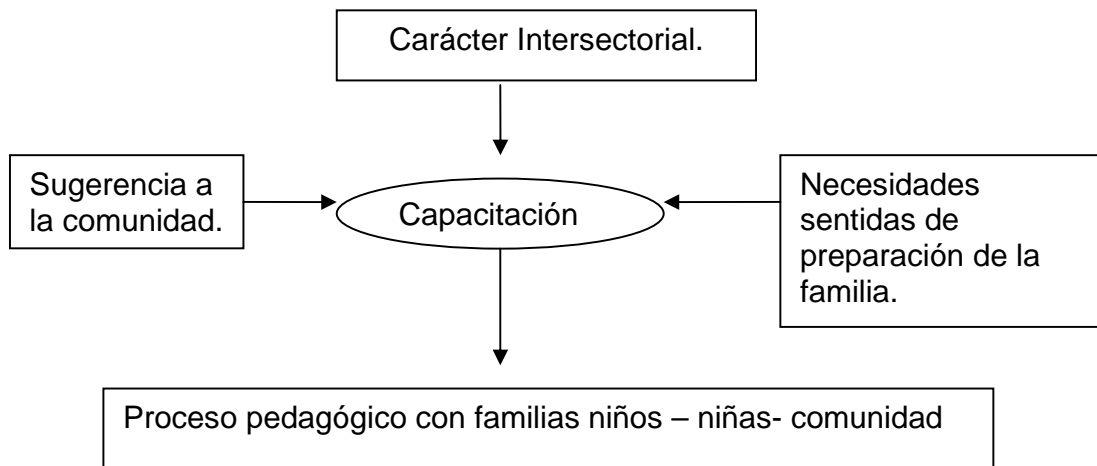 Carácter Intersectorial.
Sugerencia a
la comunidad.
Capacitación
Necesidades
sentidas de
preparación de la
familia.
Proceso pedagógico con familias niños – niñas- comunidad